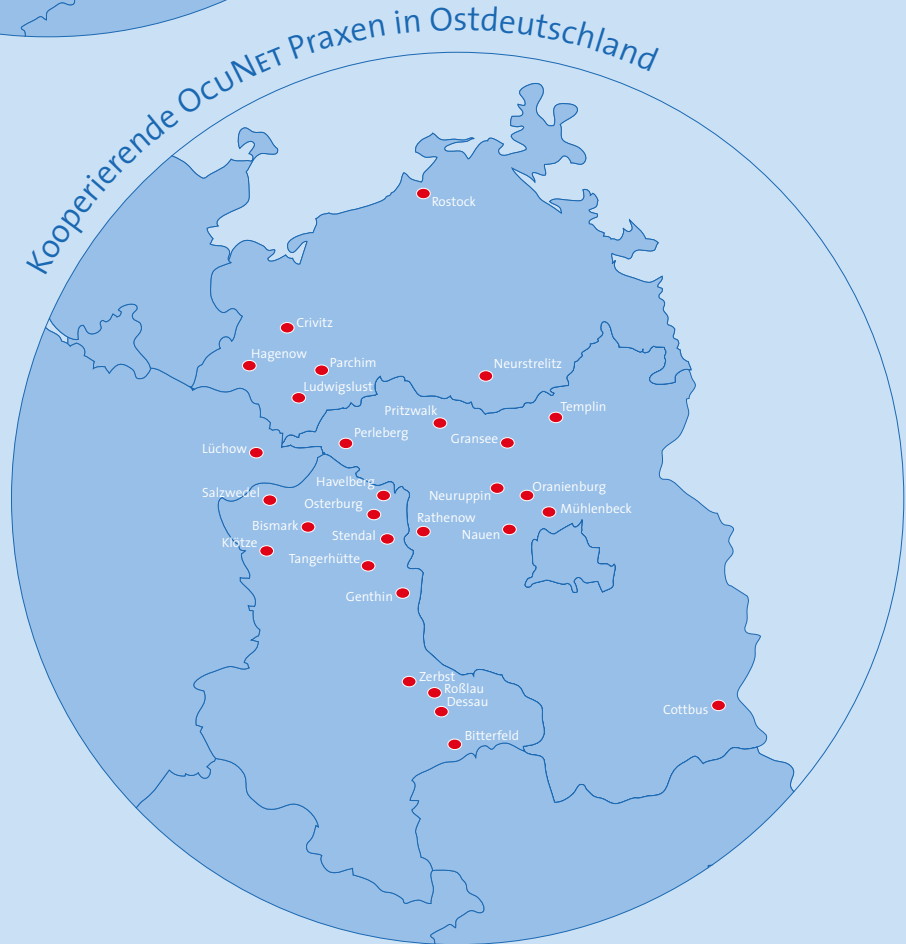 Kooperierende OcuNet Praxen in Ostdeutschland
Rostock
Crivitz
Hagenow
Parchim
Neurstrelitz
Ludwigslust
Templin
Pritzwalk
Perleberg
Gransee
Lüchow
Havelberg
Oranienburg
Salzwedel
Neuruppin
Osterburg
Mühlenbeck
Rathenow
Bismark
Stendal
Nauen
Klötze
Tangerhütte
Genthin
Zerbst
Roßlau
Dessau
Cottbus
Bitterfeld